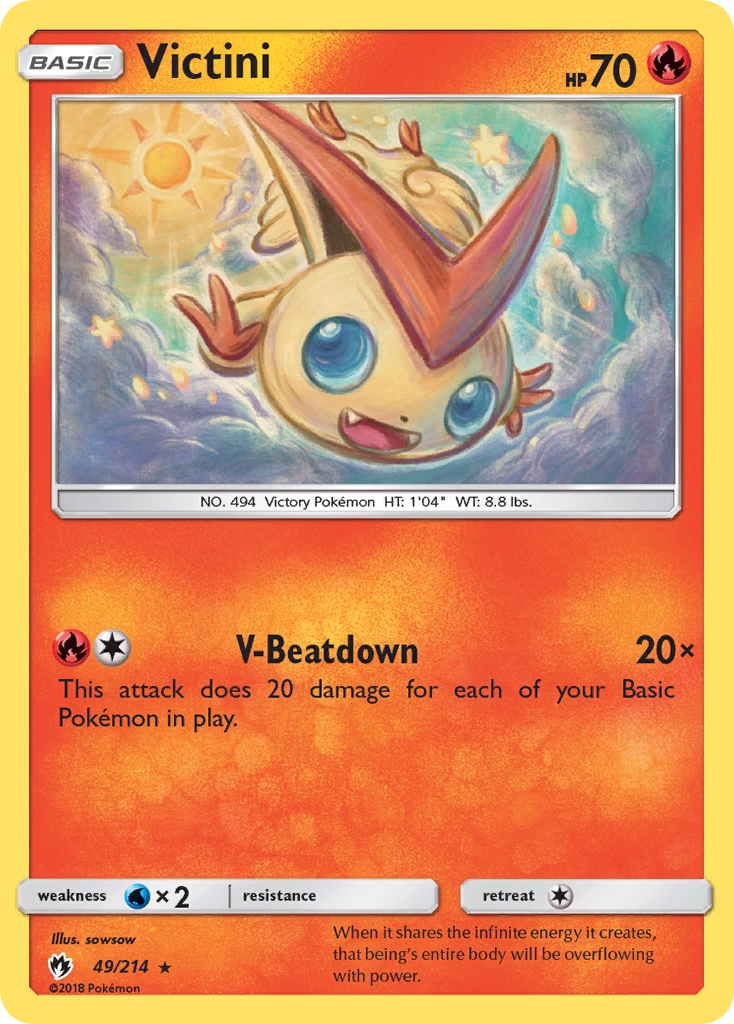 BASIC Victini HP 70
NO. 494 Victory Pokémon HT: 1'04" WT: 8.8 lbs.
V-Beatdown 20×
This attack does 20 damage for each of your Basic
Pokémon in play.
weakness × 2 resistance retreat
Illus. sowsow
49/214 ★
©2018 Pokémon
When it shares the infinite energy it creates,
that being's entire body will be overflowing
with power.